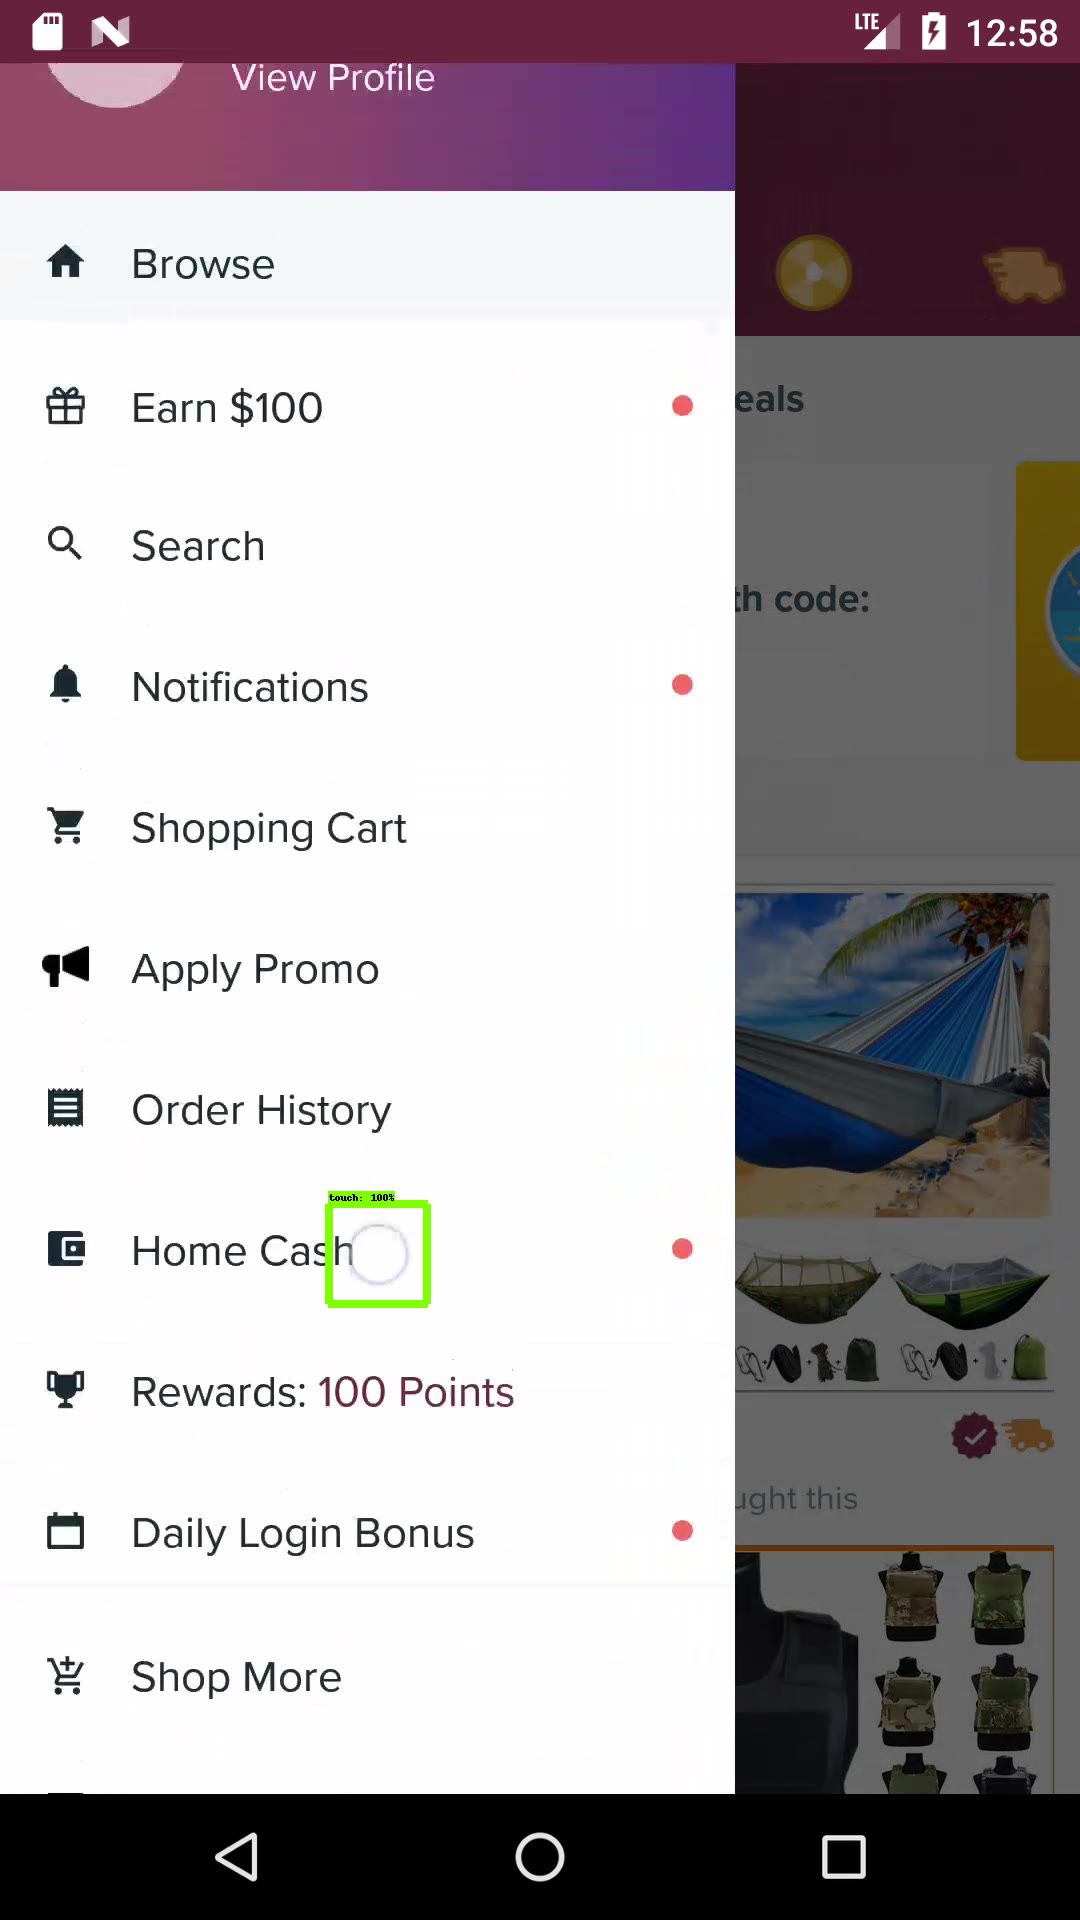 LTE 12:58
View Profile
Browse
Earn $100
eals
Search
th code:
Notifications
Shopping Cart
Apply Promo
Order History
touch: 100%
Home Cash
Rewards: 100 Points
ught this
Daily Login Bonus
Shop More